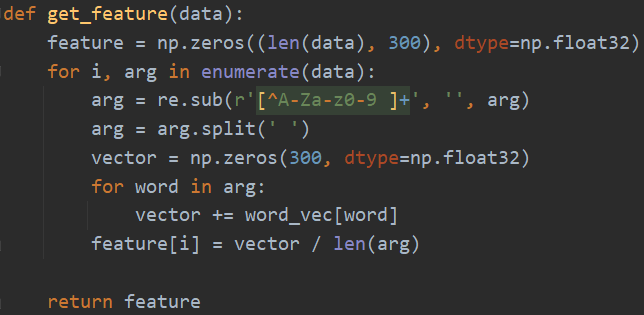 def get_feature(data):
    feature = np.zeros((len(data), 300), dtype=np.float32)
    for i, arg in enumerate(data):
        arg = re.sub(r'[^A-Za-z0-9 ]+', '', arg)
        arg = arg.split(' ')
        vector = np.zeros(300, dtype=np.float32)
        for word in arg:
            vector += word_vec[word]
        feature[i] = vector / len(arg)

    return feature